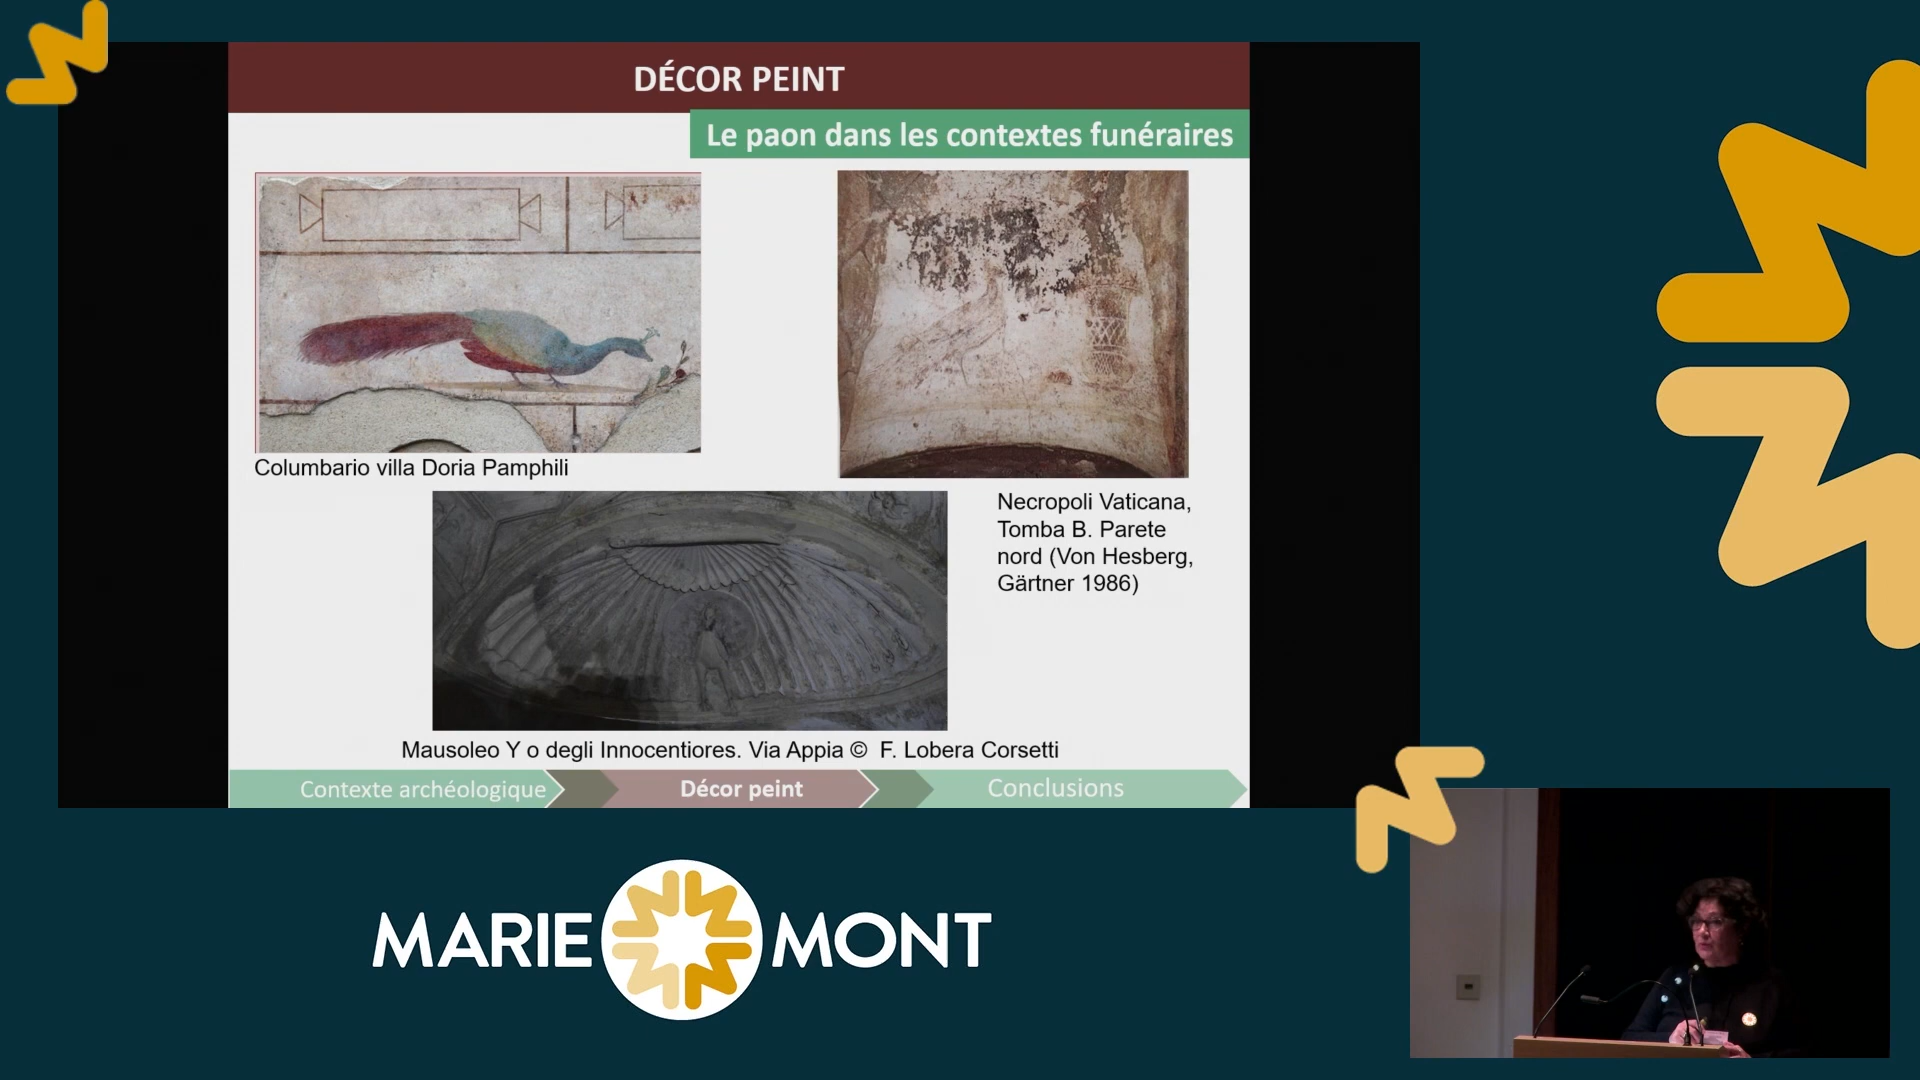 DÉCOR PEINT
Le paon dans les contextes funéraires
Columbario villa Doria Pamphili
Necropoli Vaticana,
Tomba B. Parete
nord (Von Hesberg,
Gärtner 1986)
Mausoleo Y o degli Innocentiores. Via Appia © F. Lobera Corsetti
Contexte archéologique
Décor peint
Conclusions
MARIE MONT